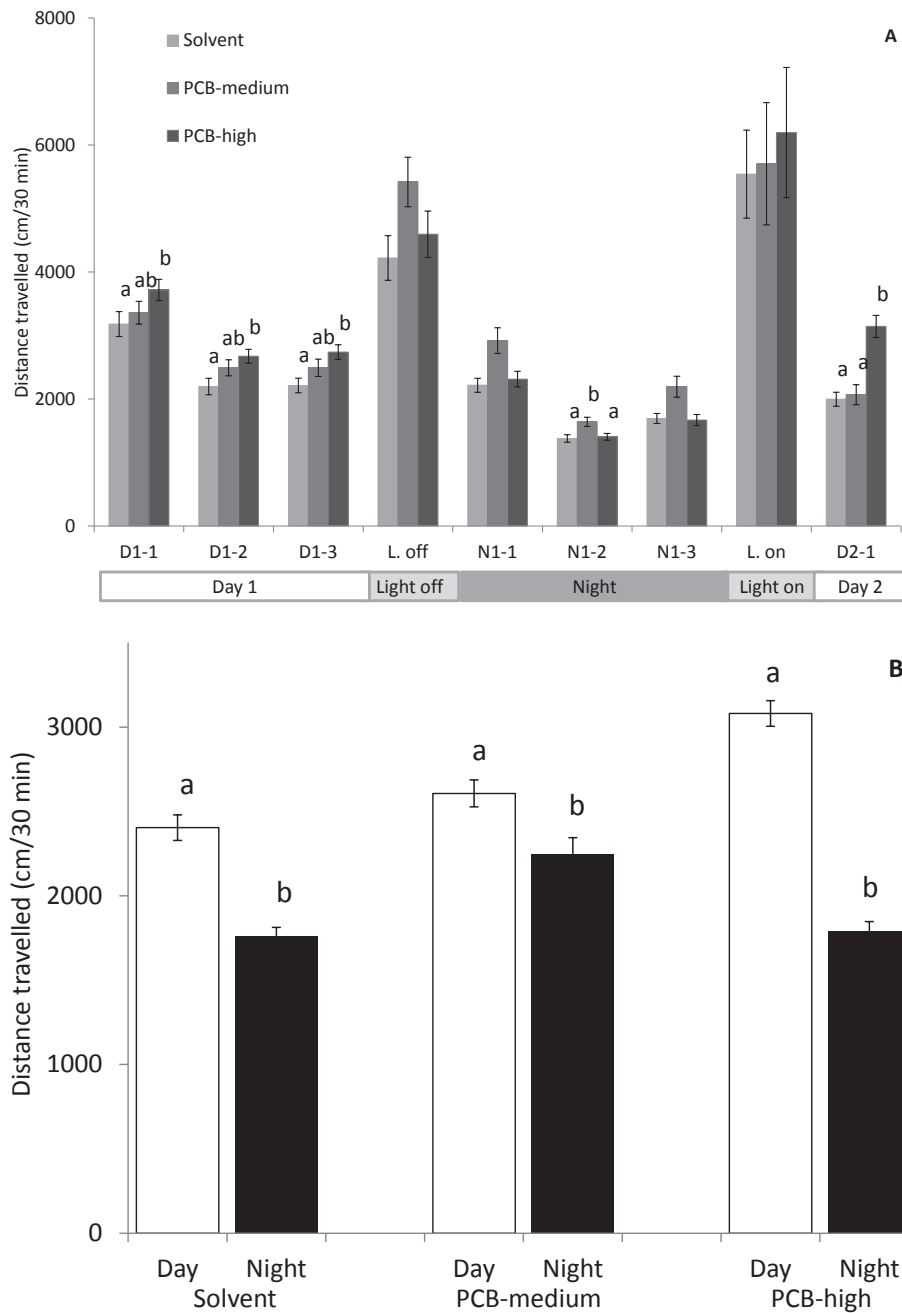 A
Solvent
PCB-medium
PCB-high
Distance travelled (cm/30 min)
8000
6000
4000
2000
0
a ab b
a ab b
a ab b
a b a
a a b
D1-1 D1-2 D1-3 L. off N1-1 N1-2 N1-3 L. on D2-1
Day 1 Light off Night Light on Day 2
B
Distance travelled (cm/30 min)
3000
2000
1000
0
a b a b a b
Day Night Day Night Day Night
Solvent PCB-medium PCB-high